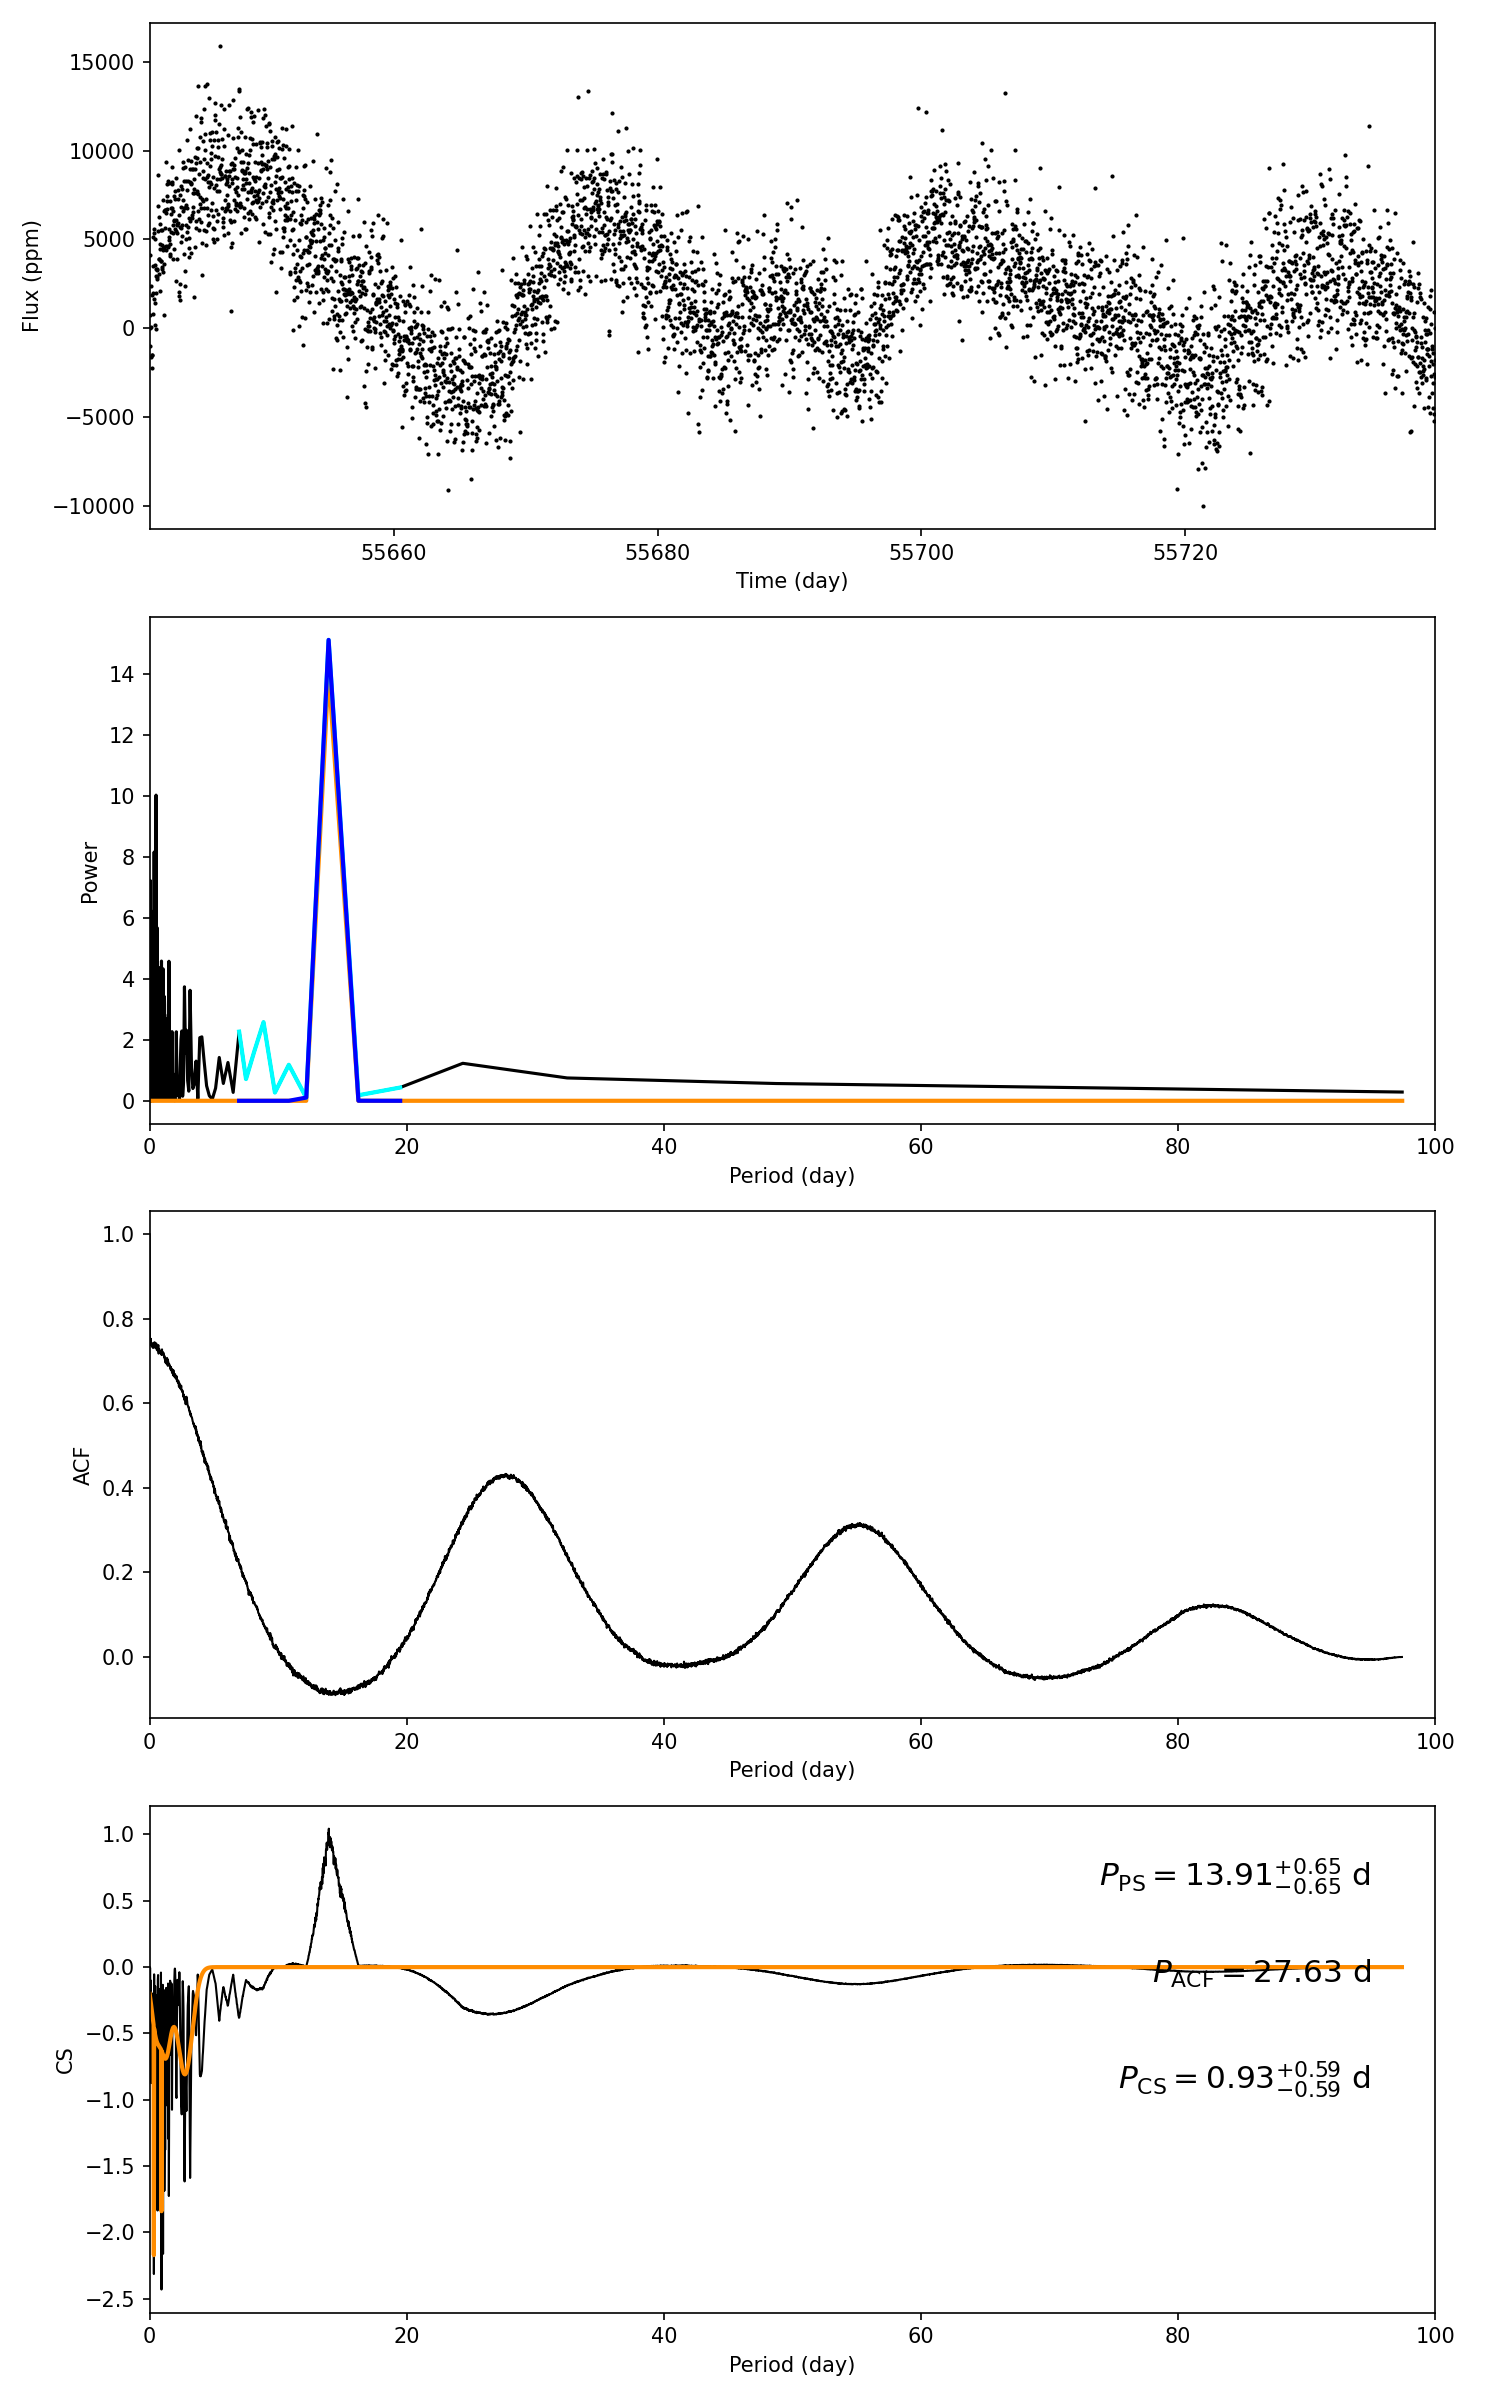 15000
10000
5000
0
−5000
−10000
Flux (ppm)
55660 55680 55700 55720
Time (day)
14
12
10
8
6
4
2
0
Power
0 20 40 60 80 100
Period (day)
1.0
0.8
0.6
0.4
0.2
0.0
ACF
0 20 40 60 80 100
Period (day)
1.0
0.5
0.0
−0.5
−1.0
−1.5
−2.0
−2.5
CS
P_PS = 13.91^{+0.65}_{−0.65} d
P_ACF = 27.63 d
P_CS = 0.93^{+0.59}_{−0.59} d
0 20 40 60 80 100
Period (day)